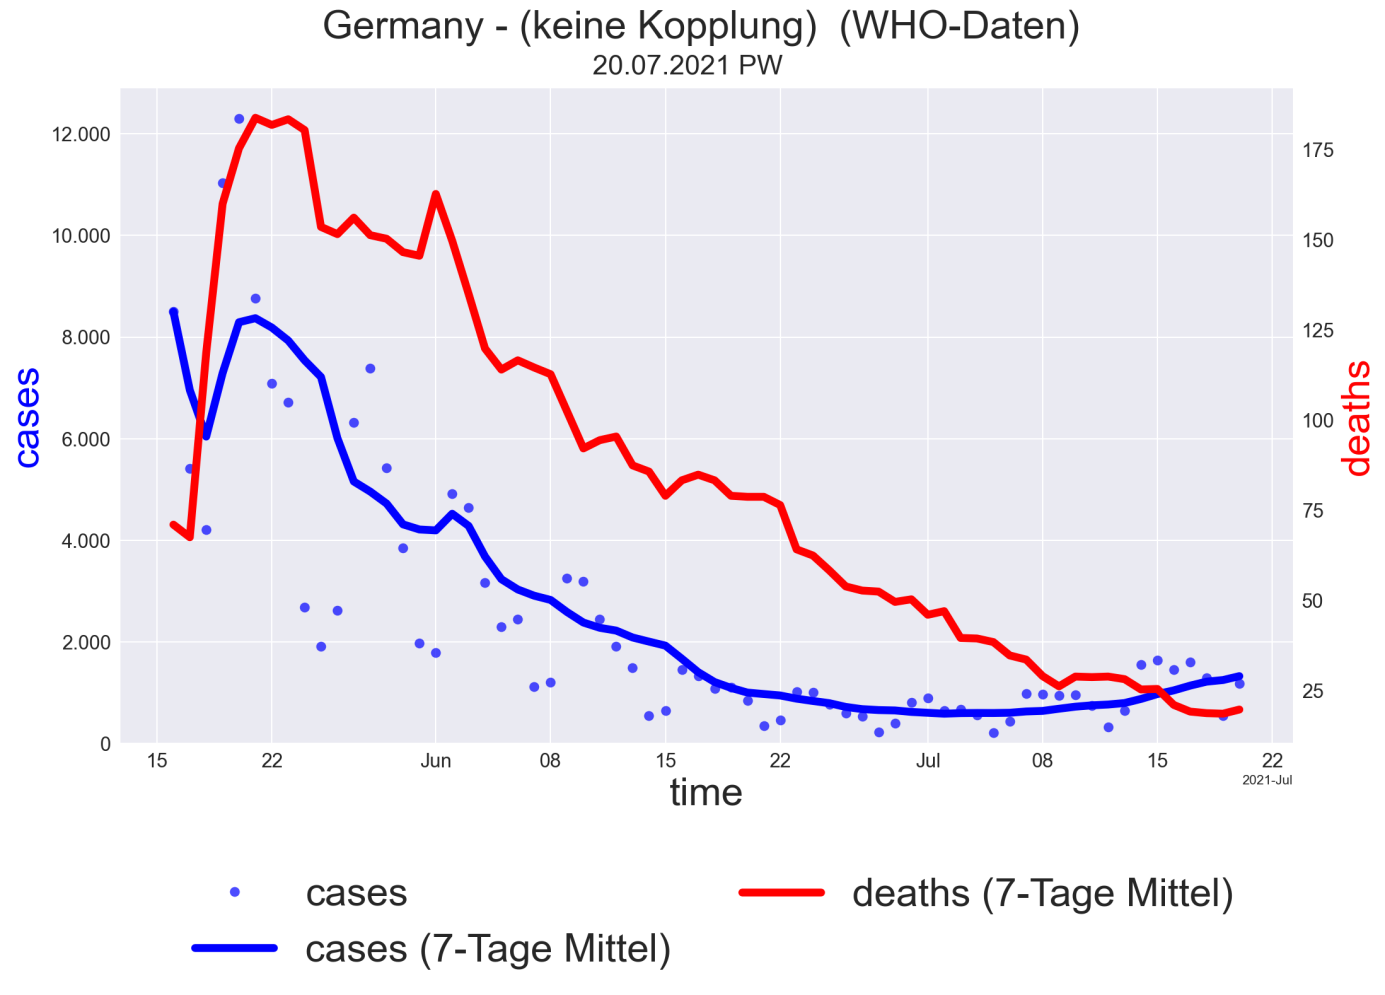 Germany - (keine Kopplung)  (WHO-Daten)
20.07.2021 PW
12.000
10.000
8.000
6.000
4.000
2.000
0
cases
175
150
125
100
75
50
25
deaths
15 22 Jun 08 15 22 Jul 08 15 22
2021-Jul
time
cases
cases (7-Tage Mittel)
deaths (7-Tage Mittel)